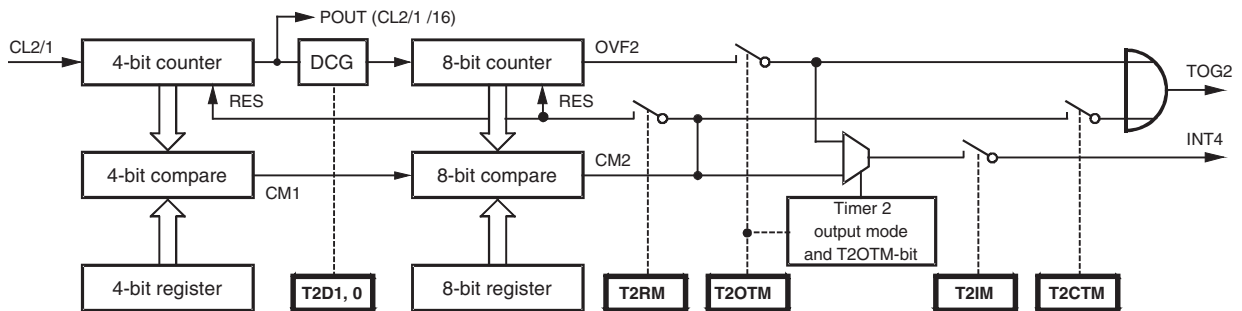 POUT (CL2/1 /16)
CL2/1
4-bit counter
DCG
8-bit counter
OVF2
TOG2
RES
RES
INT4
4-bit compare
CM1
8-bit compare
CM2
Timer 2
output mode
and T2OTM-bit
4-bit register
T2D1, 0
8-bit register
T2RM
T2OTM
T2IM
T2CTM